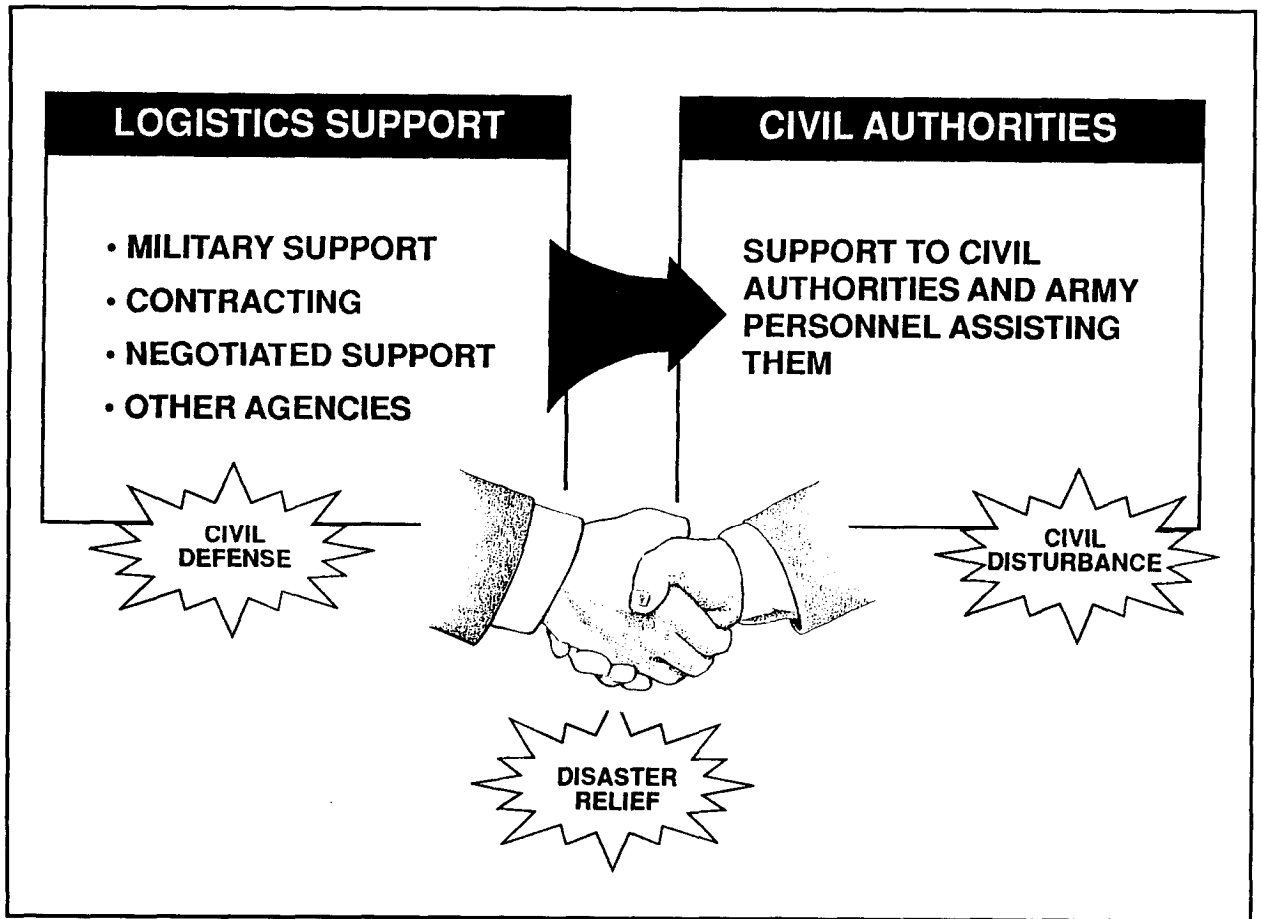 LOGISTICS SUPPORT
• MILITARY SUPPORT
• CONTRACTING
• NEGOTIATED SUPPORT
• OTHER AGENCIES
CIVIL AUTHORITIES
SUPPORT TO CIVIL
AUTHORITIES AND ARMY
PERSONNEL ASSISTING
THEM
CIVIL
DEFENSE
CIVIL
DISTURBANCE
DISASTER
RELIEF